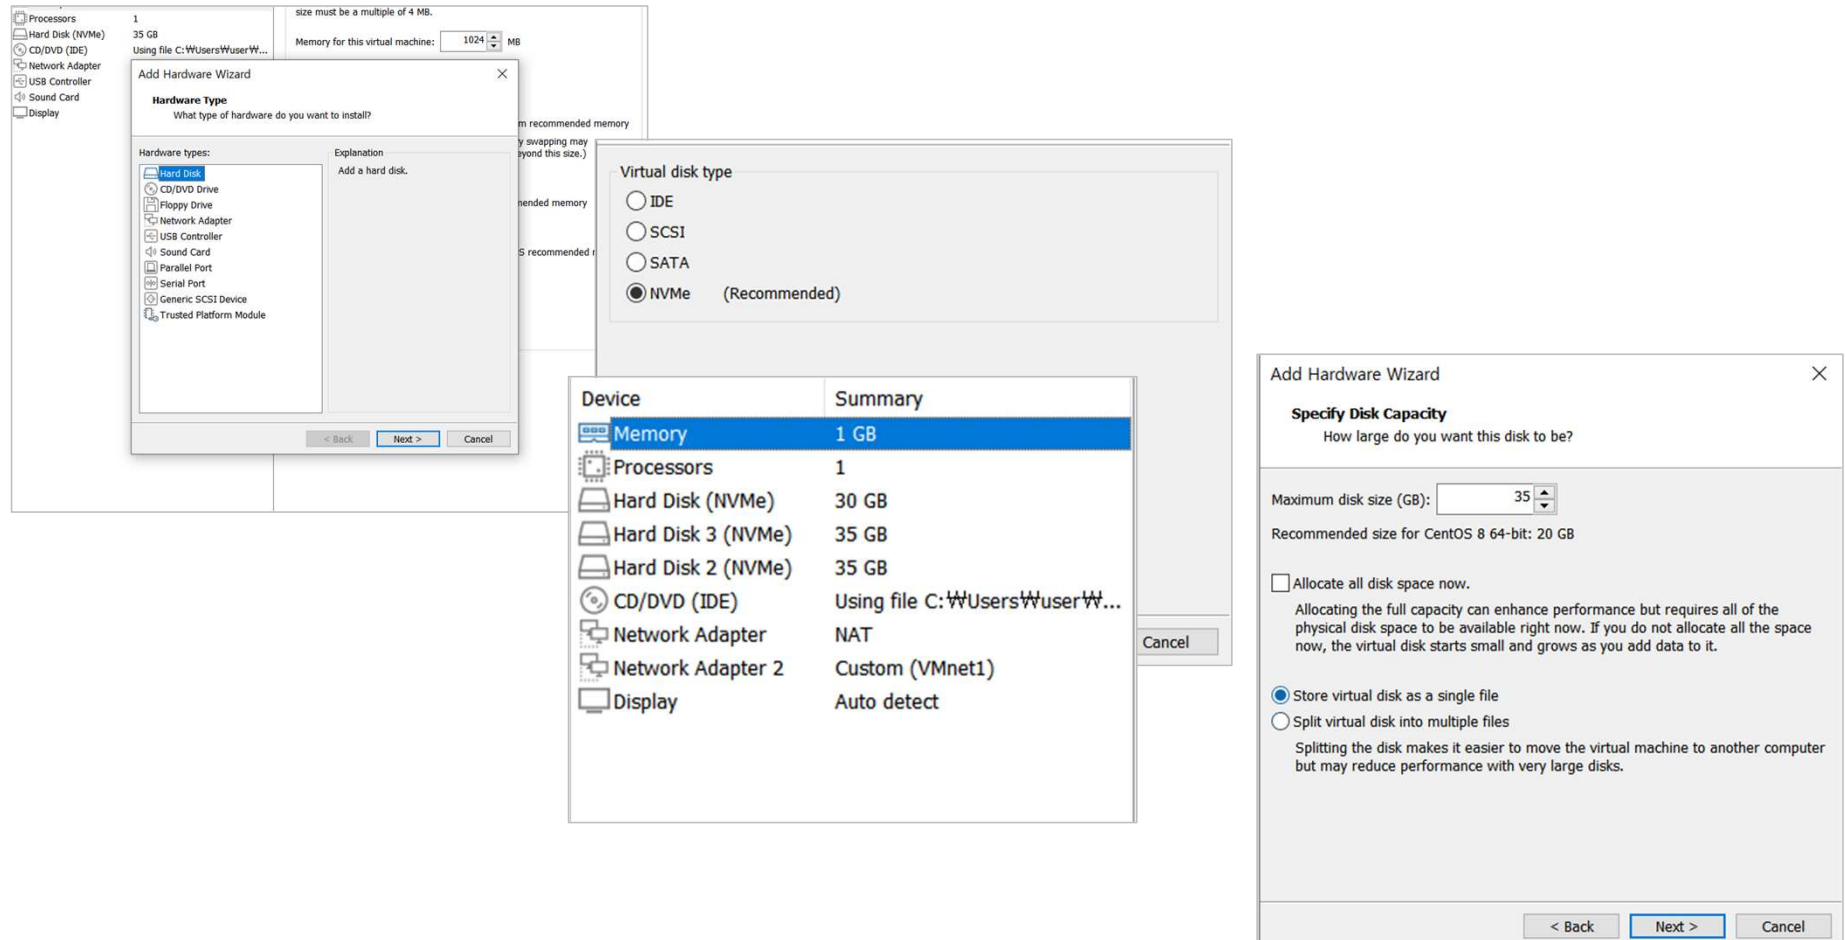 Processors 1
Hard Disk (NVMe) 35 GB
CD/DVD (IDE) Using file C:₩Users₩user₩...
Network Adapter
USB Controller
Sound Card
Display
size must be a multiple of 4 MB.
Memory for this virtual machine: 1024 MB
m recommended memory
y swapping may
eyond this size.)
mended memory
S recommended
Add Hardware Wizard
Hardware Type
What type of hardware do you want to install?
Hardware types:
Hard Disk
CD/DVD Drive
Floppy Drive
Network Adapter
USB Controller
Sound Card
Parallel Port
Serial Port
Generic SCSI Device
Trusted Platform Module
Explanation
Add a hard disk.
< Back Next > Cancel
Virtual disk type
IDE
SCSI
SATA
NVMe (Recommended)
Cancel
Device Summary
Memory 1 GB
Processors 1
Hard Disk (NVMe) 30 GB
Hard Disk 3 (NVMe) 35 GB
Hard Disk 2 (NVMe) 35 GB
CD/DVD (IDE) Using file C:₩Users₩user₩...
Network Adapter NAT
Network Adapter 2 Custom (VMnet1)
Display Auto detect
Add Hardware Wizard
Specify Disk Capacity
How large do you want this disk to be?
Maximum disk size (GB): 35
Recommended size for CentOS 8 64-bit: 20 GB
Allocate all disk space now.
Allocating the full capacity can enhance performance but requires all of the
physical disk space to be available right now. If you do not allocate all the space
now, the virtual disk starts small and grows as you add data to it.
Store virtual disk as a single file
Split virtual disk into multiple files
Splitting the disk makes it easier to move the virtual machine to another computer
but may reduce performance with very large disks.
< Back Next > Cancel